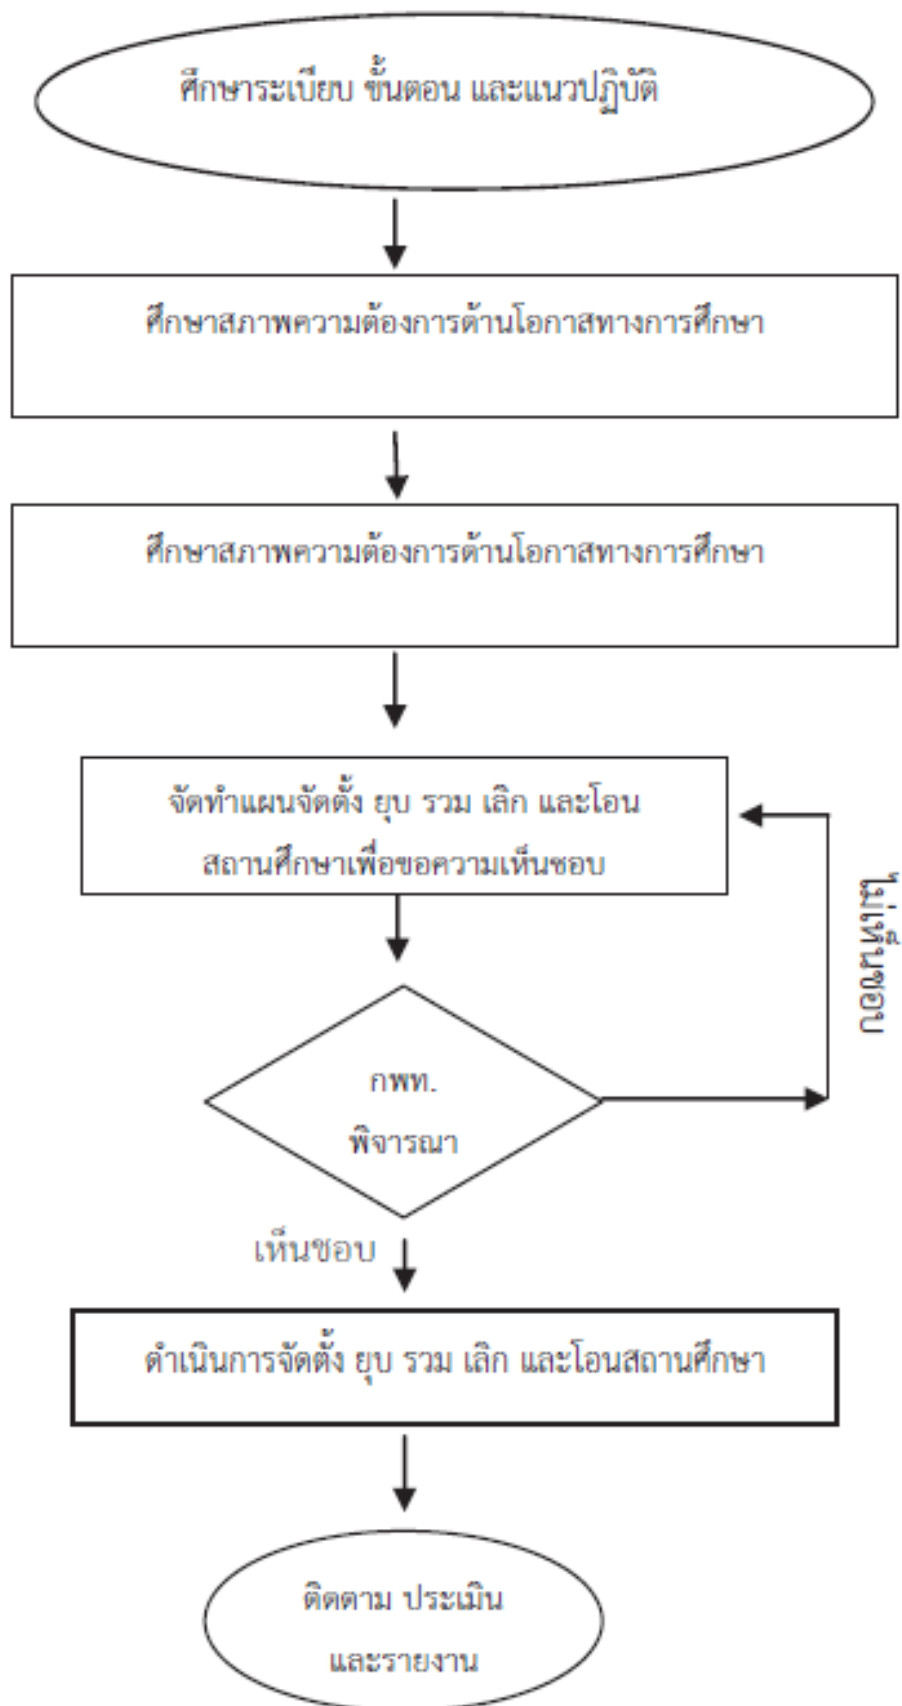 ศึกษาระเบียบ ขั้นตอน และแนวปฏิบัติ
ศึกษาสภาพความต้องการด้านโอกาสทางการศึกษา
ศึกษาสภาพความต้องการด้านโอกาสทางการศึกษา
จัดทำแผนจัดตั้ง ยุบ รวม เลิก และโอน
สถานศึกษาเพื่อขอความเห็นชอบ
ไม่เห็นชอบ
กพท.
พิจารณา
เห็นชอบ
ดำเนินการจัดตั้ง ยุบ รวม เลิก และโอนสถานศึกษา
ติดตาม ประเมิน
และรายงาน